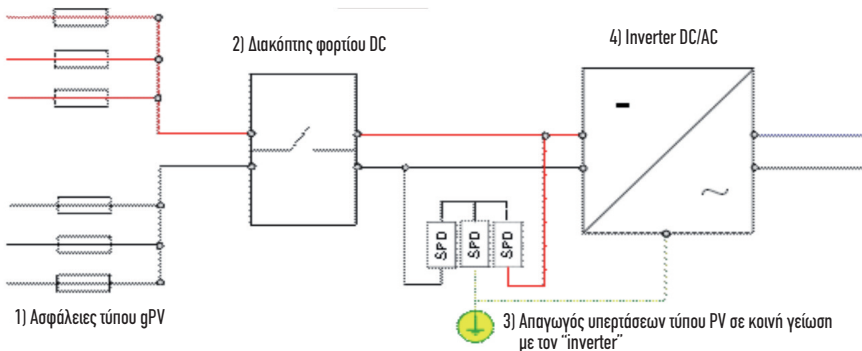 2) Διακόπτης φορτίου DC
4) Inverter DC/AC
SPD
SPD
SPD
1) Ασφάλειες τύπου gPV
3) Απαγωγός υπερτάσεων τύπου PV σε κοινή γείωση
με τον “inverter”